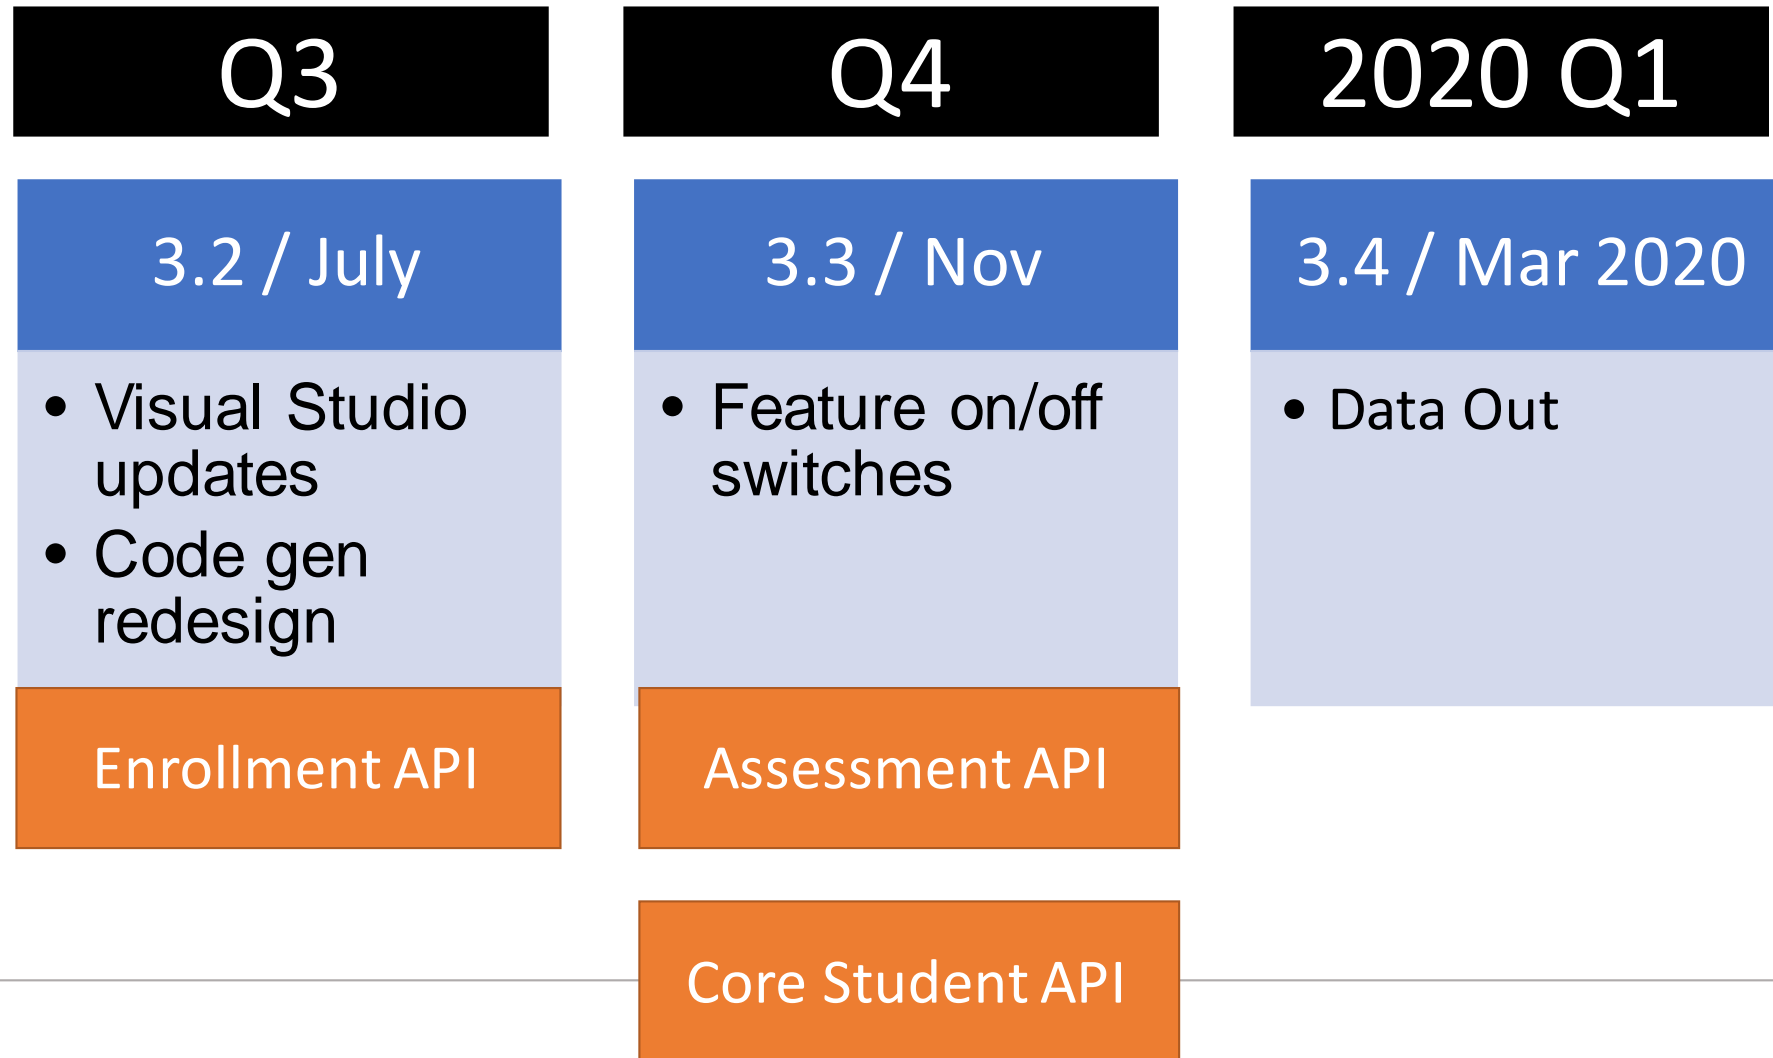 Q3
Q4
2020 Q1
3.2 / July
• Visual Studio
updates
• Code gen
redesign
Enrollment API
3.3 / Nov
• Feature on/off
switches
Assessment API
Core Student API
3.4 / Mar 2020
• Data Out